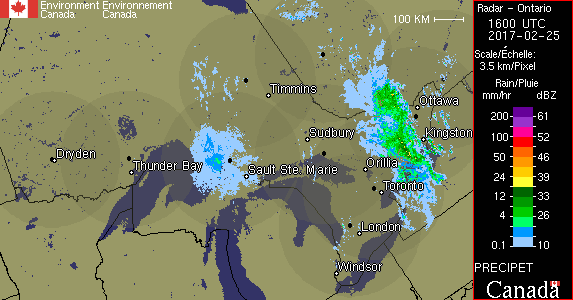 Environment Environnement
Canada Canada
100 KM
Timmins
Ottawa
Sudbury
Kingston
Dryden
Thunder Bay
Sault Ste. Marie
Orillia
Toronto
London
Windsor
Radar - Ontario
1600 UTC
2017-02-25
Scale/Échelle:
3.5 km/Pixel
Rain/Pluie
mm/hr dBZ
200 61
100 52
50 46
24 39
12 33
4 26
2 20
0.1 10
PRECIPET
Canada